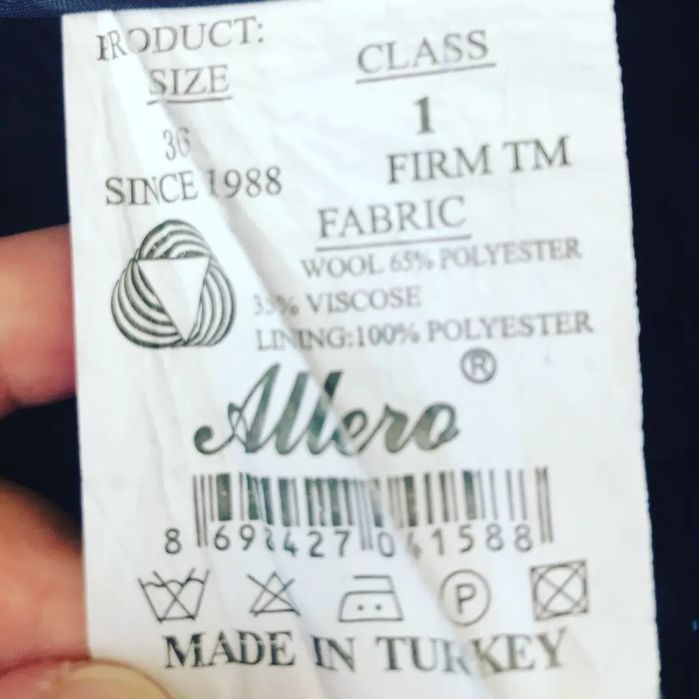 PRODUCT:
SIZE
36
SINCE 1988
CLASS
1
FIRM TM
FABRIC
WOOL 65% POLYESTER
35% VISCOSE
LINING:100% POLYESTER
Allero ®
P
MADE IN TURKEY